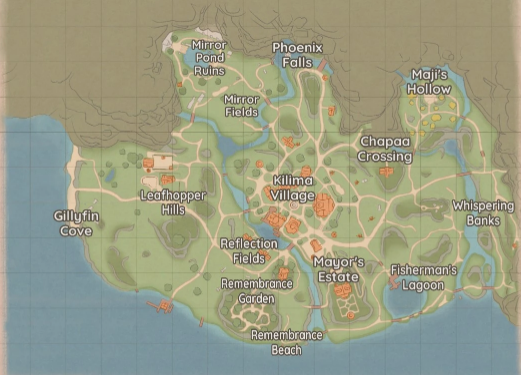 Mirror
Pond
Ruins
Phoenix
Falls
Maji's
Hollow
Mirror
Fields
Chapaa
Crossing
Kilima
Village
Leafhopper
Hills
Gillyfin
Cove
Whispering
Banks
Reflection
Fields
Mayor's
Estate
Fisherman's
Lagoon
Remembrance
Garden
Remembrance
Beach